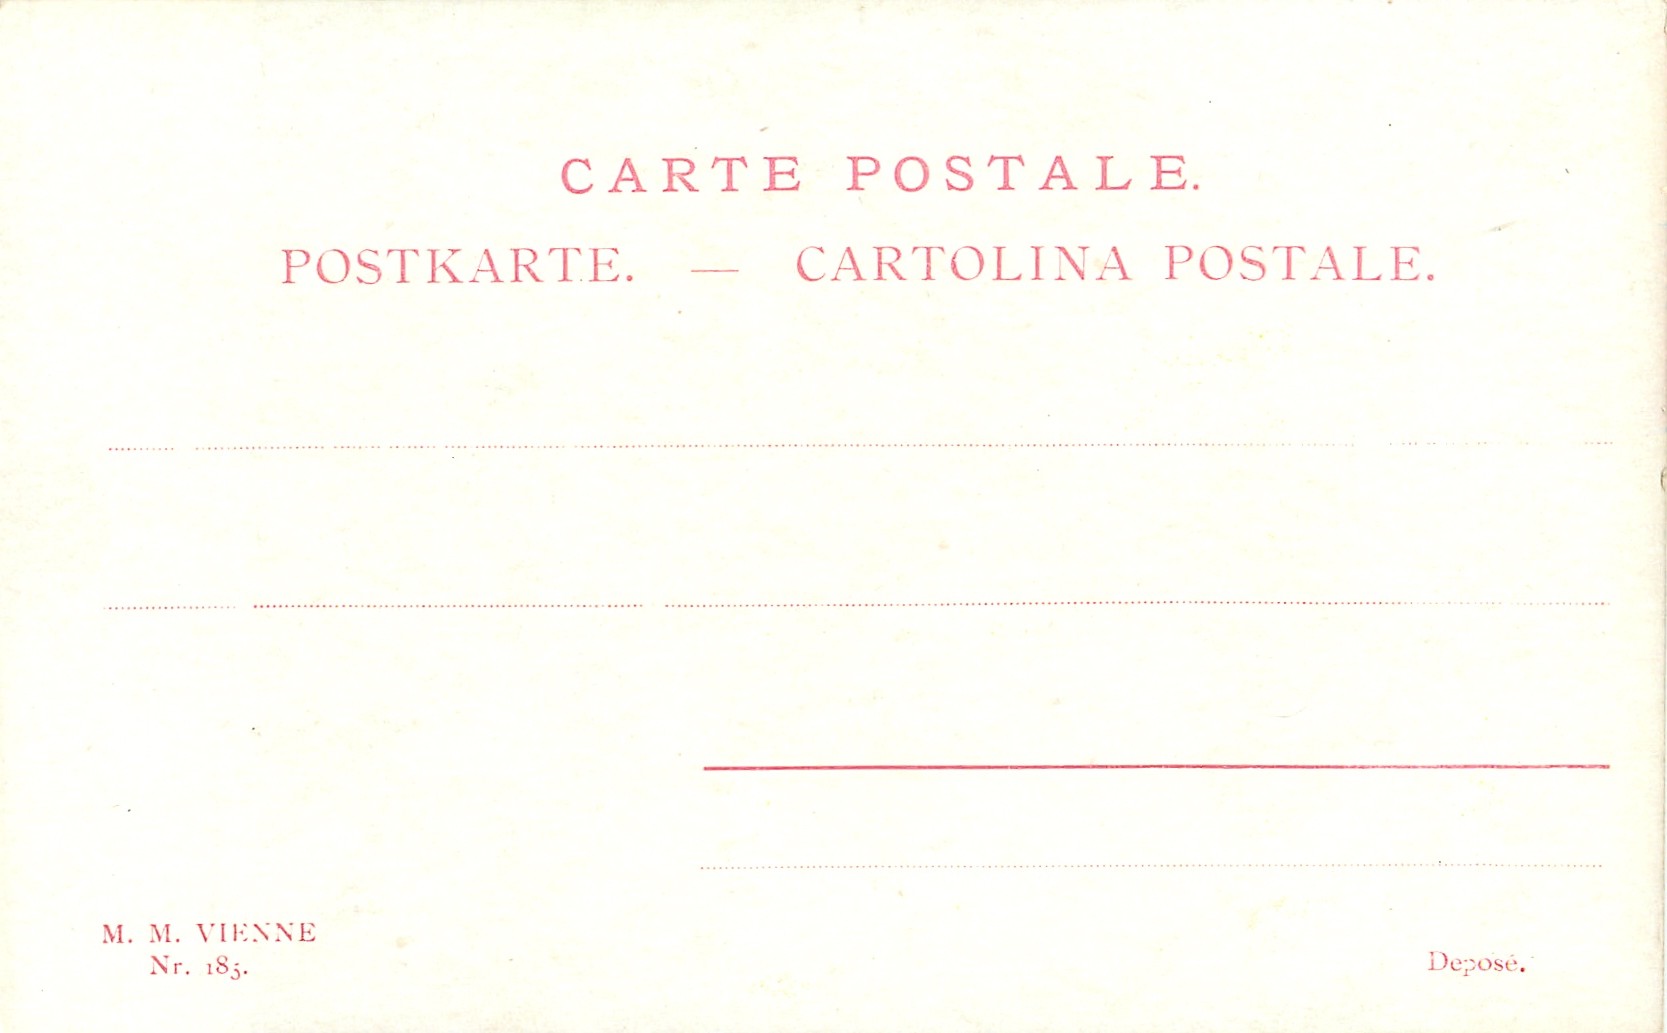 CARTE POSTALE.
POSTKARTE. — CARTOLINA POSTALE.
M. M. VIENNE
Nr. 185.
Deposé.